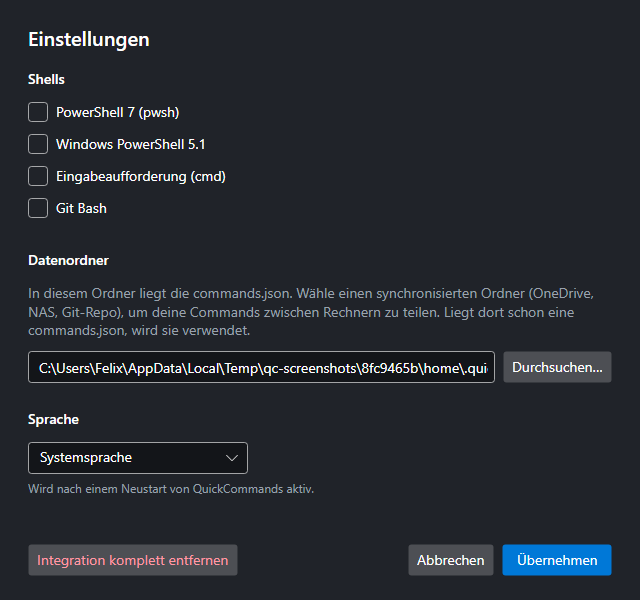 Einstellungen
Shells
PowerShell 7 (pwsh)
Windows PowerShell 5.1
Eingabeaufforderung (cmd)
Git Bash
Datenordner
In diesem Ordner liegt die commands.json. Wähle einen synchronisierten Ordner (OneDrive,
NAS, Git-Repo), um deine Commands zwischen Rechnern zu teilen. Liegt dort schon eine
commands.json, wird sie verwendet.
C:\Users\Felix\AppData\Local\Temp\qc-screenshots\8fc9465b\home\.quic
Durchsuchen...
Sprache
Systemsprache
Wird nach einem Neustart von QuickCommands aktiv.
Integration komplett entfernen
Abbrechen
Übernehmen